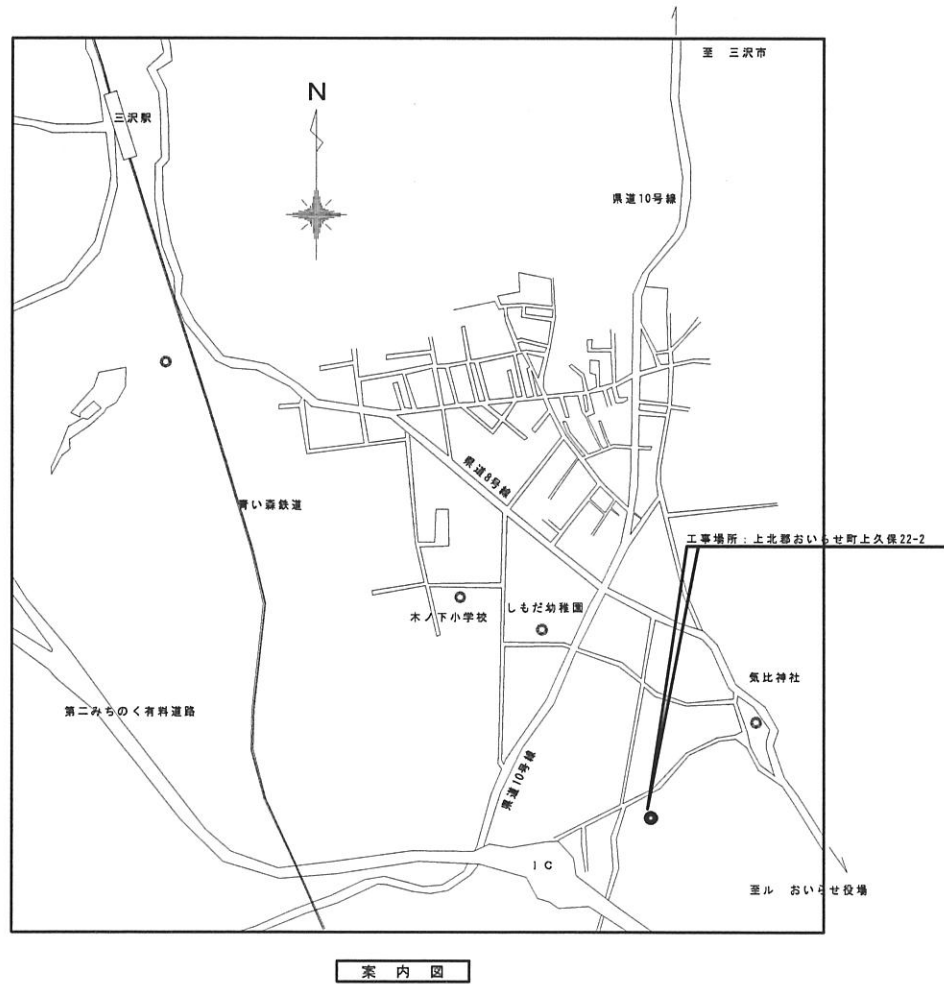 至 三沢市
N
三沢駅
県道10号線
県道8号線
青い森鉄道
工事場所：上北郡おいらせ町上久保22-2
木ノ下小学校
しもだ幼稚園
気比神社
第二みちのく有料道路
県道10号線
IC
至ル おいらせ役場
案内図